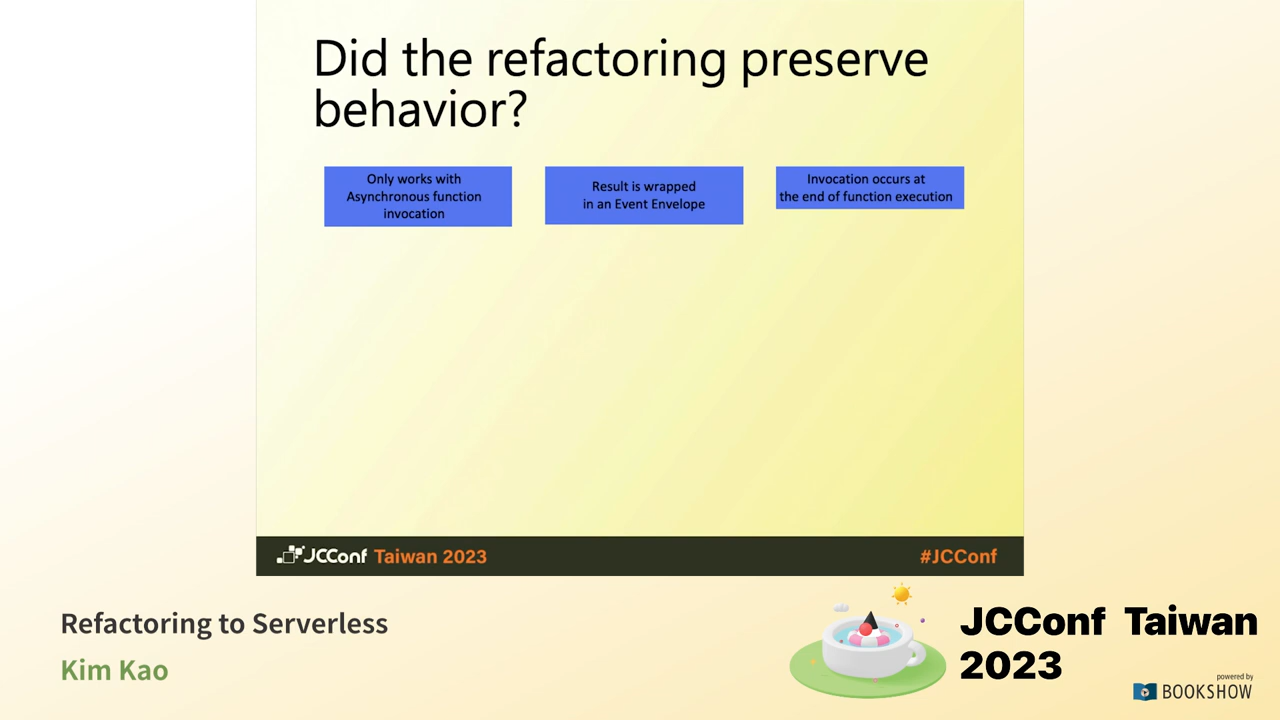 Did the refactoring preserve
behavior?
Only works with
Asynchronous function
invocation
Result is wrapped
in an Event Envelope
Invocation occurs at
the end of function execution
JCConf Taiwan 2023
#JCConf
Refactoring to Serverless
Kim Kao
JCConf Taiwan
2023
powered by
BOOKSHOW